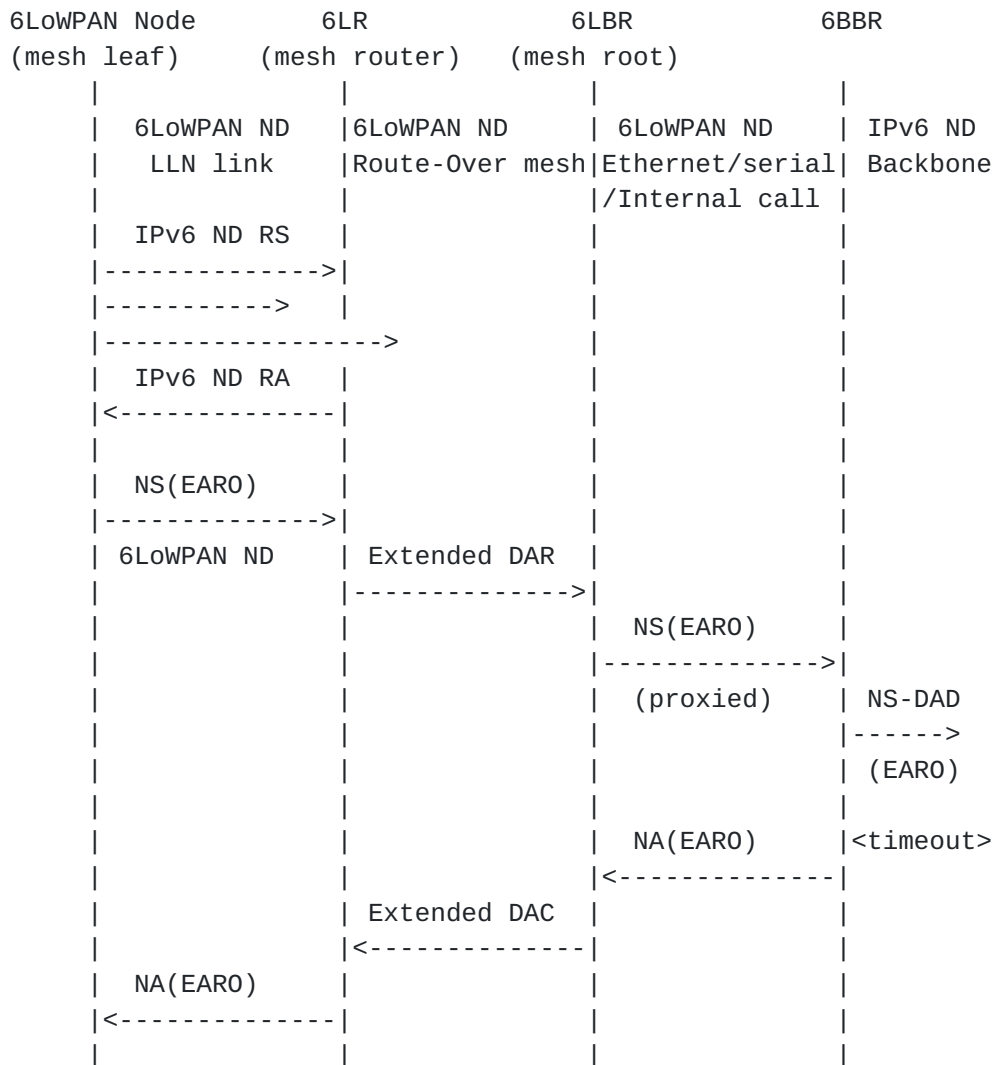 6LoWPAN Node 6LR 6LBR 6BBR
(mesh leaf) (mesh router) (mesh root)
| | | |
| 6LoWPAN ND |6LoWPAN ND | 6LoWPAN ND | IPv6 ND
| LLN link |Route-Over mesh|Ethernet/serial| Backbone
| | |/Internal call |
| IPv6 ND RS | | |
|-------------->| | |
|-----------> | | |
|------------------> | |
| IPv6 ND RA | | |
|<--------------| | |
| | | |
| NS(EARO) | | |
|-------------->| | |
| 6LoWPAN ND | Extended DAR | |
| |-------------->| |
| | | NS(EARO) |
| | |-------------->|
| | | (proxied) | NS-DAD
| | | |------>
| | | | (EARO)
| | | |
| | | NA(EARO) |<timeout>
| | |<--------------|
| | Extended DAC | |
| |<--------------| |
| NA(EARO) | | |
|<--------------| | |
| | | |